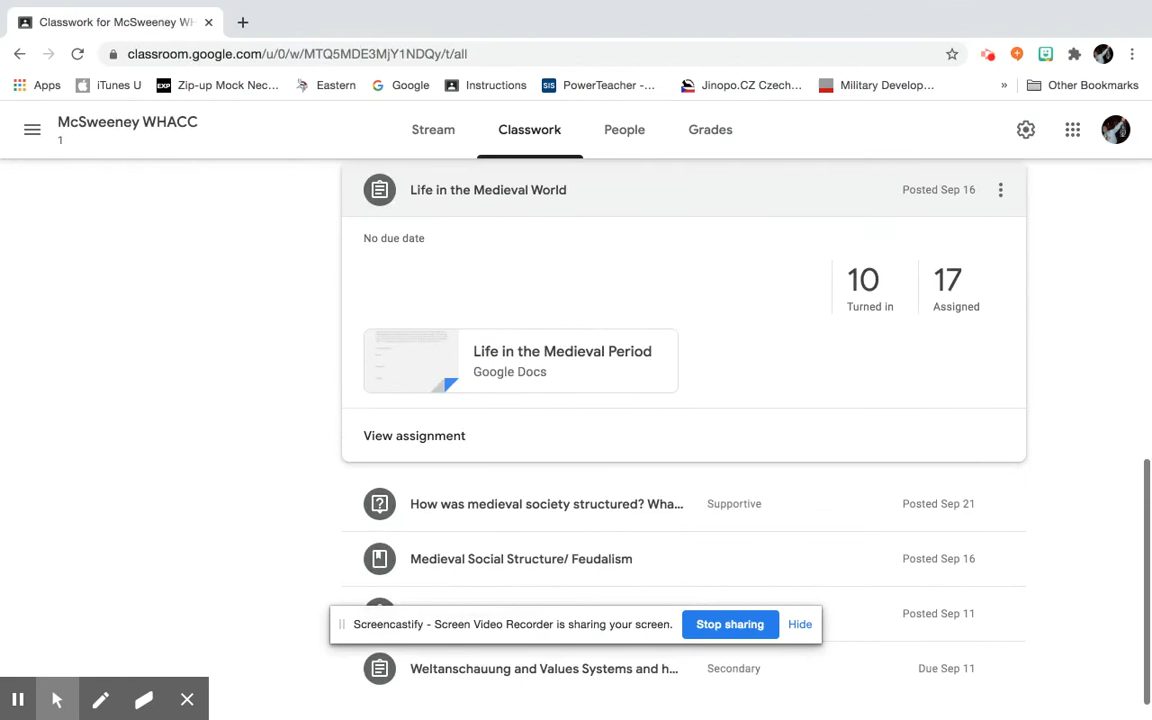 Classwork for McSweeney WH
classroom.google.com/u/0/w/MTQ5MDE3MjY1NDQy/t/all
Apps iTunes U EXP Zip-up Mock Nec... Eastern Google Instructions SIS PowerTeacher -... Jinopo.CZ Czech... Military Develop... » Other Bookmarks
McSweeney WHACC
1
Stream Classwork People Grades
Life in the Medieval World Posted Sep 16
No due date
10 17
Turned in Assigned
Life in the Medieval Period
Google Docs
View assignment
How was medieval society structured? Wha... Supportive Posted Sep 21
Medieval Social Structure/ Feudalism Posted Sep 16
Posted Sep 11
Screencastify - Screen Video Recorder is sharing your screen. Stop sharing Hide
Weltanschauung and Values Systems and h... Secondary Due Sep 11